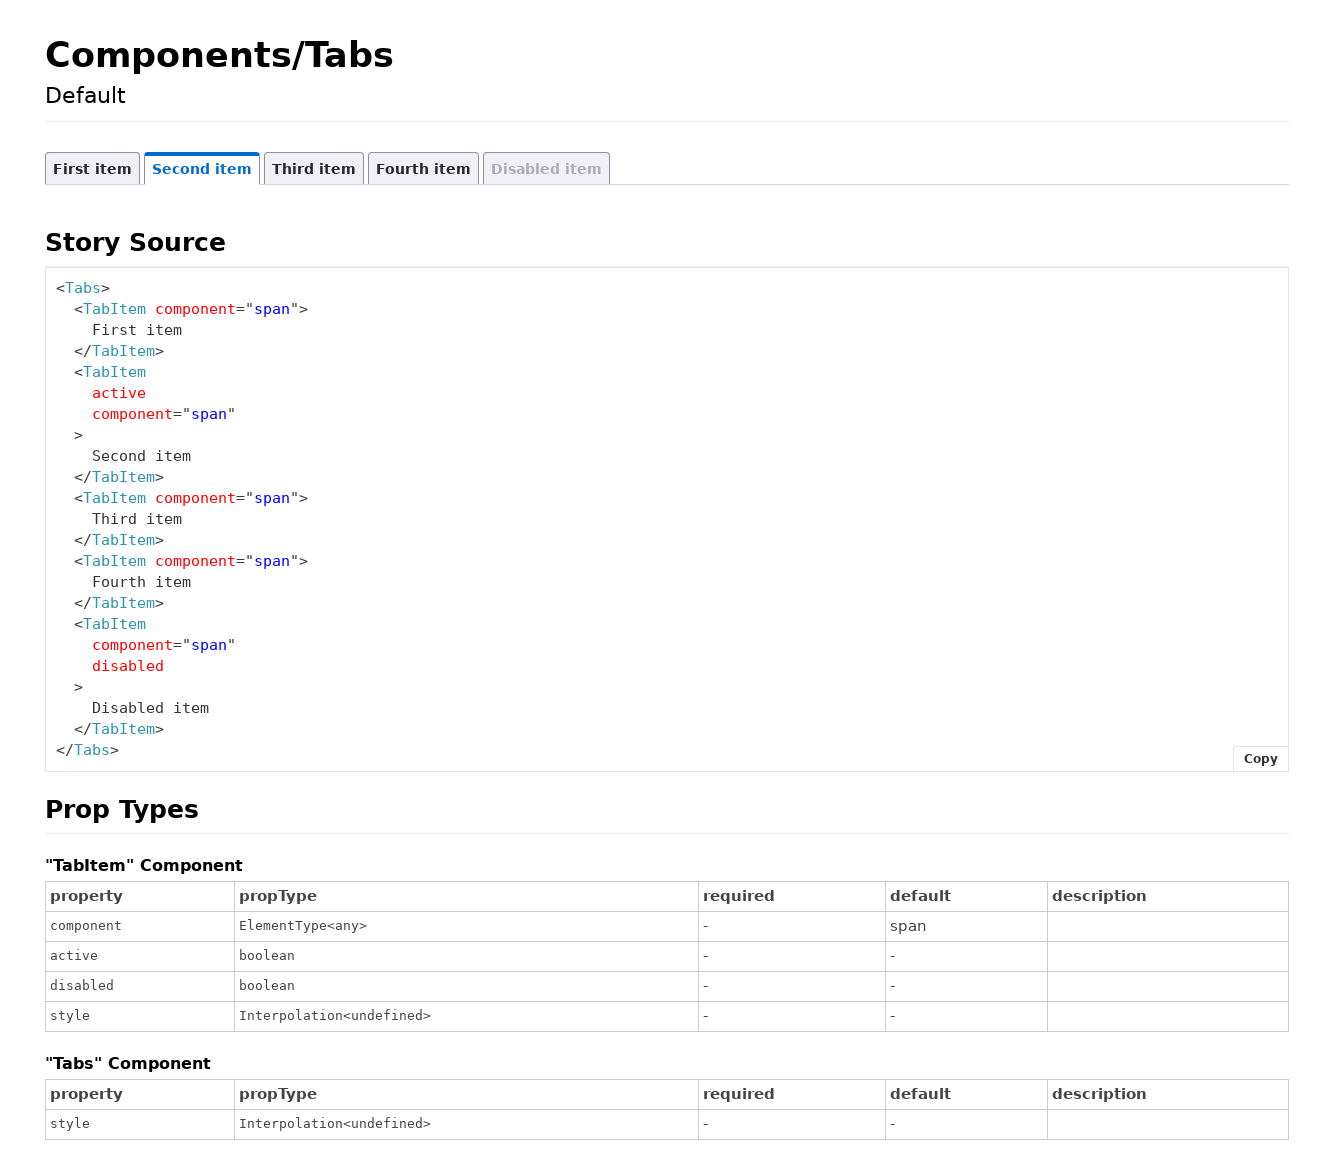 Components/Tabs
Default
First item Second item Third item Fourth item Disabled item
Story Source
<Tabs>
  <TabItem component="span">
    First item
  </TabItem>
  <TabItem
    active
    component="span"
  >
    Second item
  </TabItem>
  <TabItem component="span">
    Third item
  </TabItem>
  <TabItem component="span">
    Fourth item
  </TabItem>
  <TabItem
    component="span"
    disabled
  >
    Disabled item
  </TabItem>
</Tabs>
Copy
Prop Types
"TabItem" Component
property propType required default description
component ElementType<any> - span
active boolean - -
disabled boolean - -
style Interpolation<undefined> - -
"Tabs" Component
property propType required default description
style Interpolation<undefined> - -